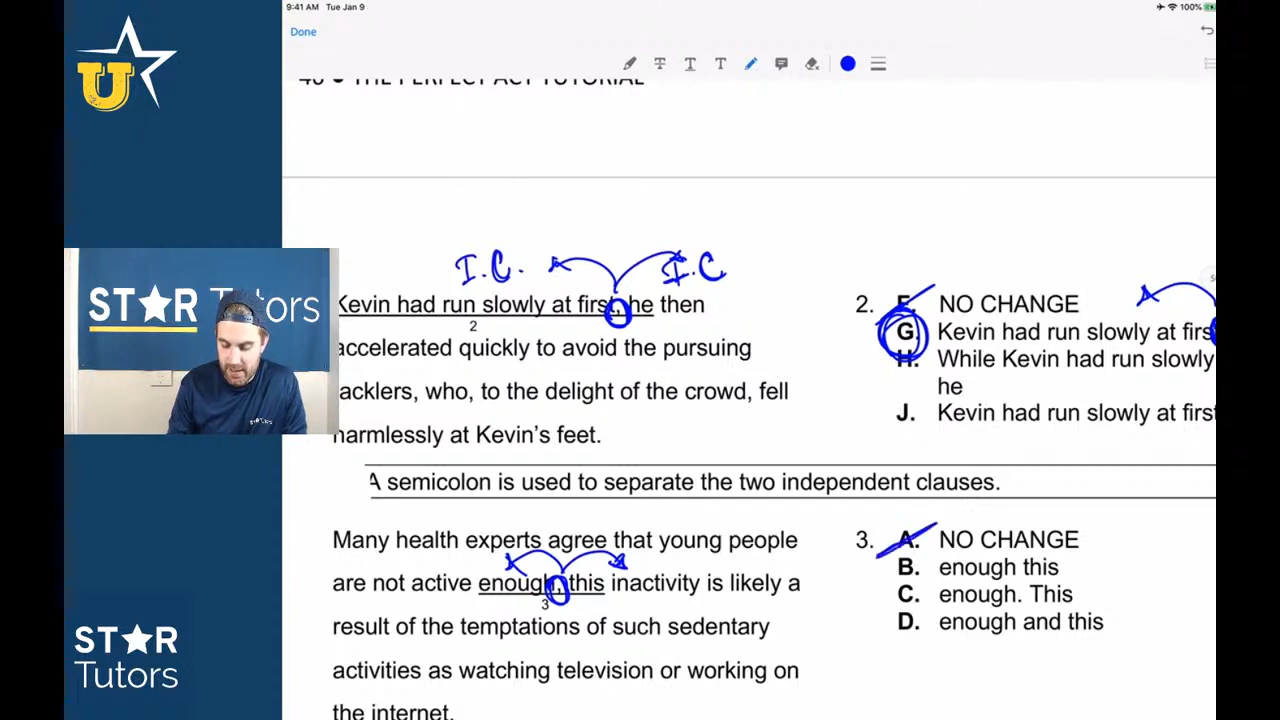 9:41 AM Tue Jan 9
100%
Done
THE PERFECT ACT TUTORIAL
U
STAR Tutors
I.C. I.C
Kevin had run slowly at first, he then
2
accelerated quickly to avoid the pursuing
tacklers, who, to the delight of the crowd, fell
harmlessly at Kevin's feet.
2. F. NO CHANGE
G. Kevin had run slowly at firs
H. While Kevin had run slowly
he
J. Kevin had run slowly at first
A semicolon is used to separate the two independent clauses.
Many health experts agree that young people
are not active enough, this inactivity is likely a
3
result of the temptations of such sedentary
activities as watching television or working on
the internet.
3. A. NO CHANGE
B. enough this
C. enough. This
D. enough and this
STAR
Tutors